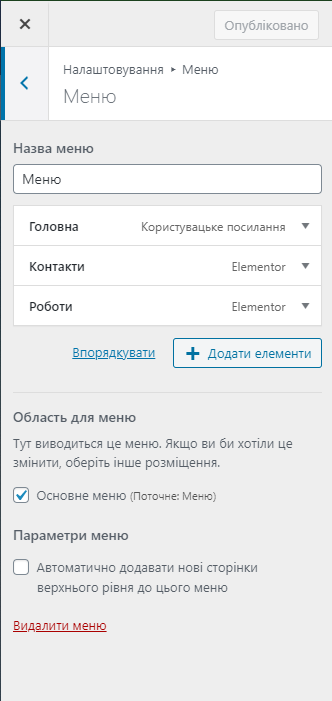 Опубліковано
Налаштовування ▸ Меню
Меню
Назва меню
Меню
Головна Користувацьке посилання
Контакти Elementor
Роботи Elementor
Впорядкувати + Додати елементи
Область для меню
Тут виводиться це меню. Якщо ви би хотіли це
змінити, оберіть інше розміщення.
Основне меню (Поточне: Меню)
Параметри меню
Автоматично додавати нові сторінки
верхнього рівня до цього меню
Видалити меню